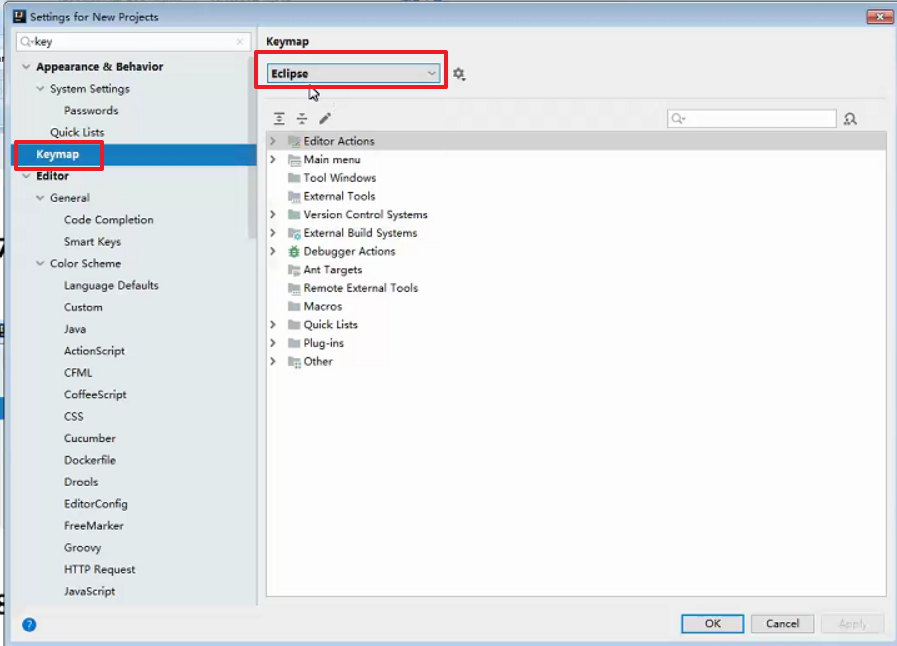 Settings for New Projects
key
Appearance & Behavior
System Settings
Passwords
Quick Lists
Keymap
Editor
General
Code Completion
Smart Keys
Color Scheme
Language Defaults
Custom
Java
ActionScript
CFML
CoffeeScript
CSS
Cucumber
Dockerfile
Drools
EditorConfig
FreeMarker
Groovy
HTTP Request
JavaScript
Keymap
Eclipse
Editor Actions
Main menu
Tool Windows
External Tools
Version Control Systems
External Build Systems
Debugger Actions
Ant Targets
Remote External Tools
Macros
Quick Lists
Plug-ins
Other
?
OK
Cancel
Apply